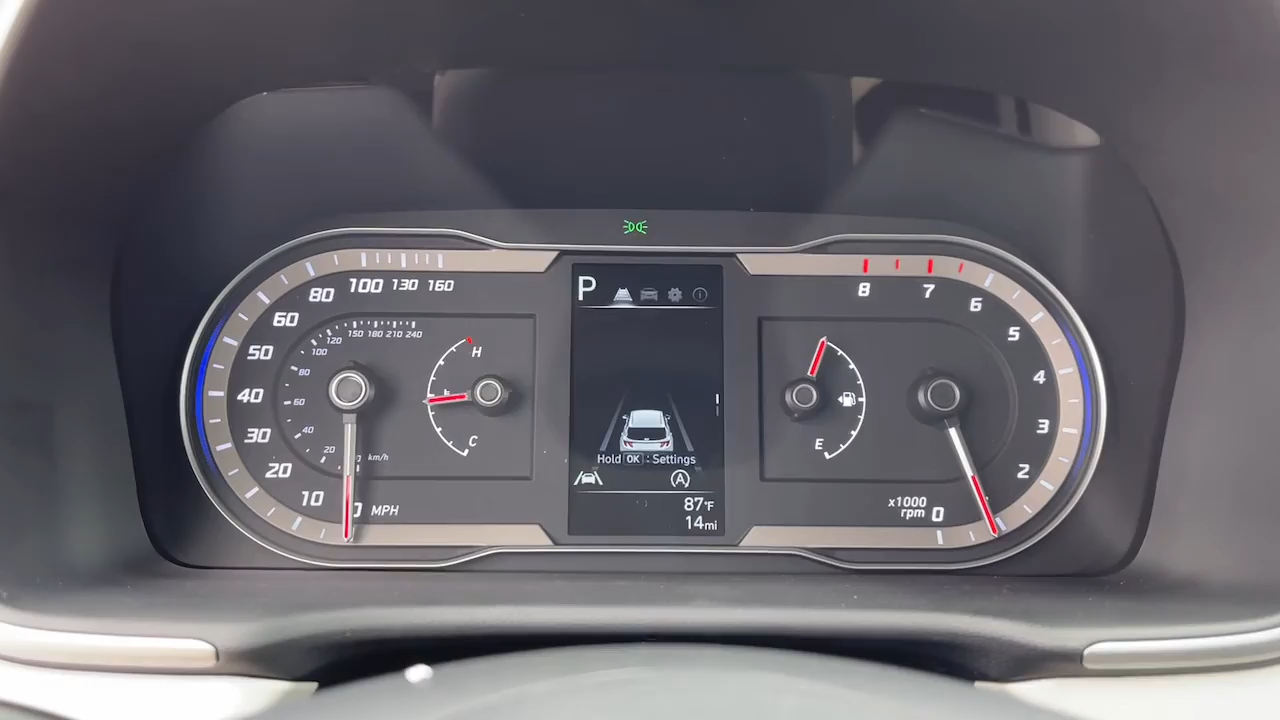 P
80 100 130 160
60
50
40
30
20
10
0 MPH
100 120 150 180 210 240
80
60
40
20
km/h
H
C
Hold OK : Settings
A
87°F
14mi
E
8 7 6
5
4
3
2
x1000
rpm 0